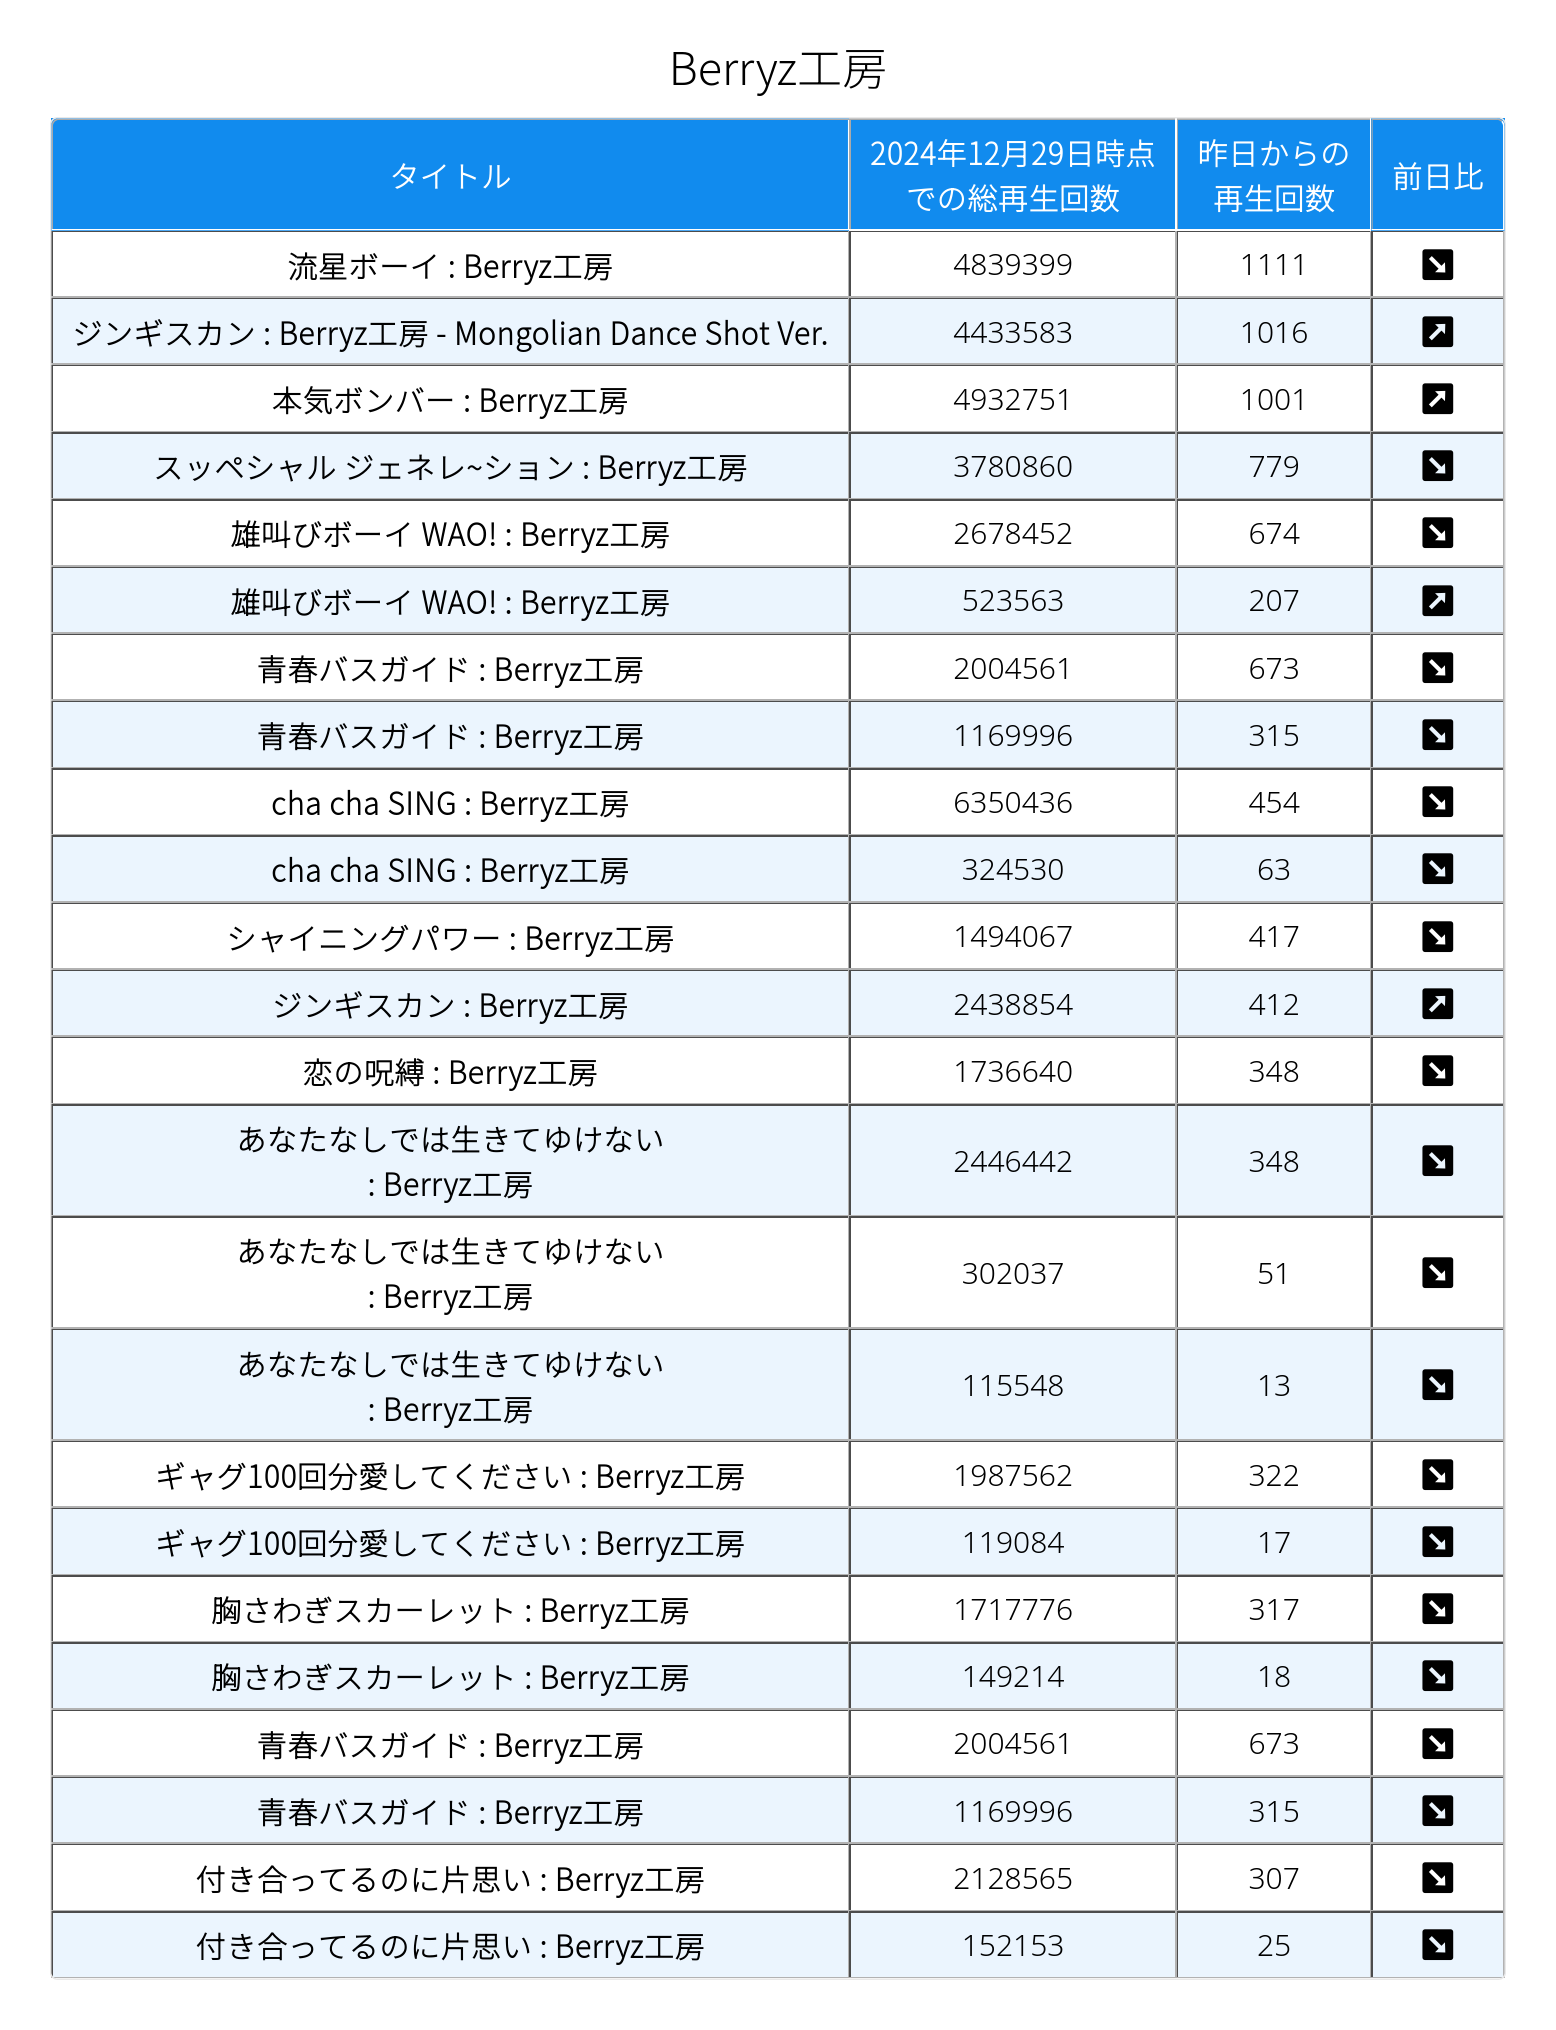 Berryz工房
タイトル
2024年12月29日時点
での総再生回数
昨日からの
再生回数
前日比
流星ボーイ : Berryz工房 4839399 1111 ↘
ジンギスカン : Berryz工房 - Mongolian Dance Shot Ver. 4433583 1016 ↗
本気ボンバー : Berryz工房 4932751 1001 ↗
スッペシャル ジェネレ~ション : Berryz工房 3780860 779 ↘
雄叫びボーイ WAO! : Berryz工房 2678452 674 ↘
雄叫びボーイ WAO! : Berryz工房 523563 207 ↗
青春バスガイド : Berryz工房 2004561 673 ↘
青春バスガイド : Berryz工房 1169996 315 ↘
cha cha SING : Berryz工房 6350436 454 ↘
cha cha SING : Berryz工房 324530 63 ↘
シャイニングパワー : Berryz工房 1494067 417 ↘
ジンギスカン : Berryz工房 2438854 412 ↗
恋の呪縛 : Berryz工房 1736640 348 ↘
あなたなしでは生きてゆけない
: Berryz工房 2446442 348 ↘
あなたなしでは生きてゆけない
: Berryz工房 302037 51 ↘
あなたなしでは生きてゆけない
: Berryz工房 115548 13 ↘
ギャグ100回分愛してください : Berryz工房 1987562 322 ↘
ギャグ100回分愛してください : Berryz工房 119084 17 ↘
胸さわぎスカーレット : Berryz工房 1717776 317 ↘
胸さわぎスカーレット : Berryz工房 149214 18 ↘
青春バスガイド : Berryz工房 2004561 673 ↘
青春バスガイド : Berryz工房 1169996 315 ↘
付き合ってるのに片思い : Berryz工房 2128565 307 ↘
付き合ってるのに片思い : Berryz工房 152153 25 ↘